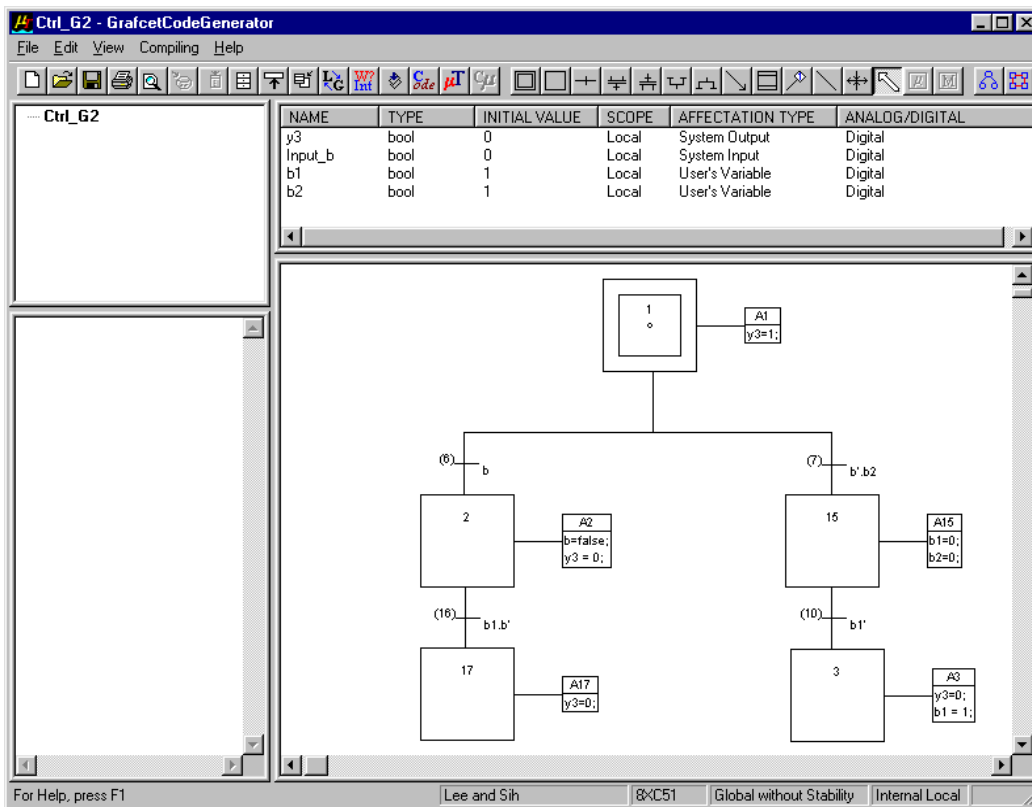 Ctrl_G2 - GrafcetCodeGenerator
File Edit View Compiling Help
L G W? Int Code μT Cμ μ M
Ctrl_G2
NAME TYPE INITIAL VALUE SCOPE AFFECTATION TYPE ANALOG/DIGITAL
y3 bool 0 Local System Output Digital
Input_b bool 0 Local System Input Digital
b1 bool 1 Local User's Variable Digital
b2 bool 1 Local User's Variable Digital
1
A1
y3=1;
(6) b
(7) b'.b2
2
A2
b=false;
y3 = 0;
15
A15
b1=0;
b2=0;
(16) b1.b'
(10) b1'
17
A17
y3=0;
3
A3
y3=0;
b1 = 1;
For Help, press F1 Lee and Sih 8XC51 Global without Stability Internal Local